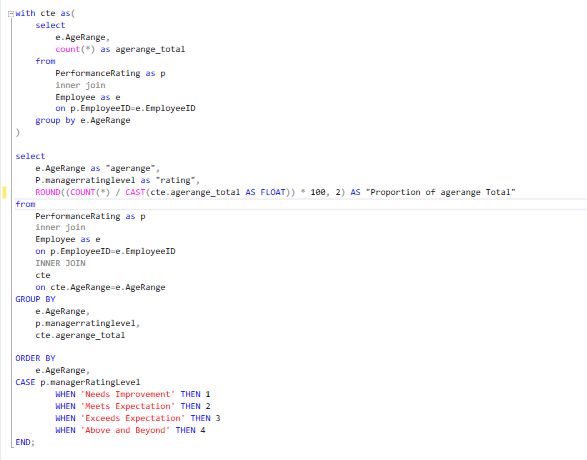 with cte as(
select
e.AgeRange,
count(*) as agerange_total
from
PerformanceRating as p
inner join
Employee as e
on p.EmployeeID=e.EmployeeID
group by e.AgeRange
)
select
e.AgeRange as "agerange",
P.managerratinglevel as "rating",
ROUND((COUNT(*) / CAST(cte.agerange_total AS FLOAT)) * 100, 2) AS "Proportion of agerange Total"
from
PerformanceRating as p
inner join
Employee as e
on p.EmployeeID=e.EmployeeID
INNER JOIN
cte
on cte.AgeRange=e.AgeRange
GROUP BY
e.AgeRange,
p.managerratinglevel,
cte.agerange_total
ORDER BY
e.AgeRange,
CASE p.managerRatingLevel
WHEN 'Needs Improvement' THEN 1
WHEN 'Meets Expectation' THEN 2
WHEN 'Exceeds Expectation' THEN 3
WHEN 'Above and Beyond' THEN 4
END;